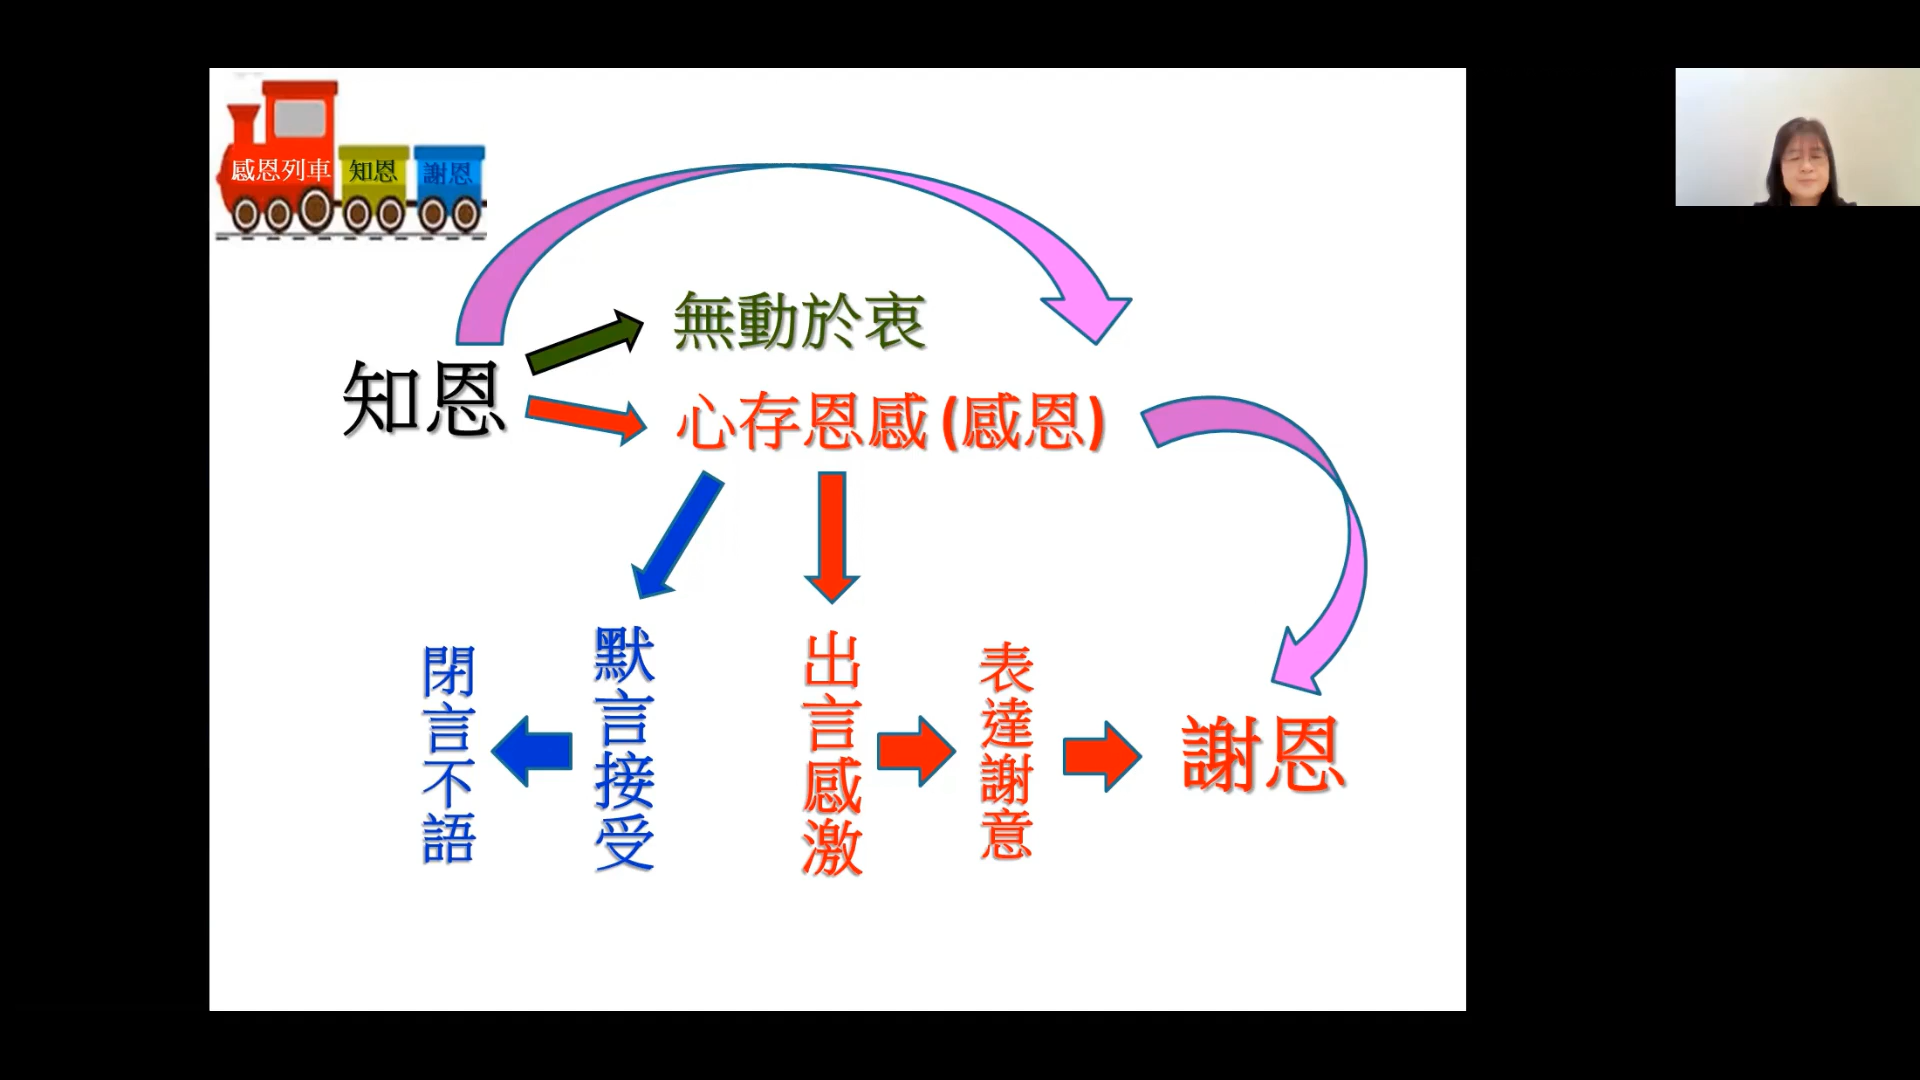 感恩列車
知恩
謝恩
無動於衷
知恩
心存恩感(感恩)
閉言不語
默言接受
出言感激
表達謝意
謝恩